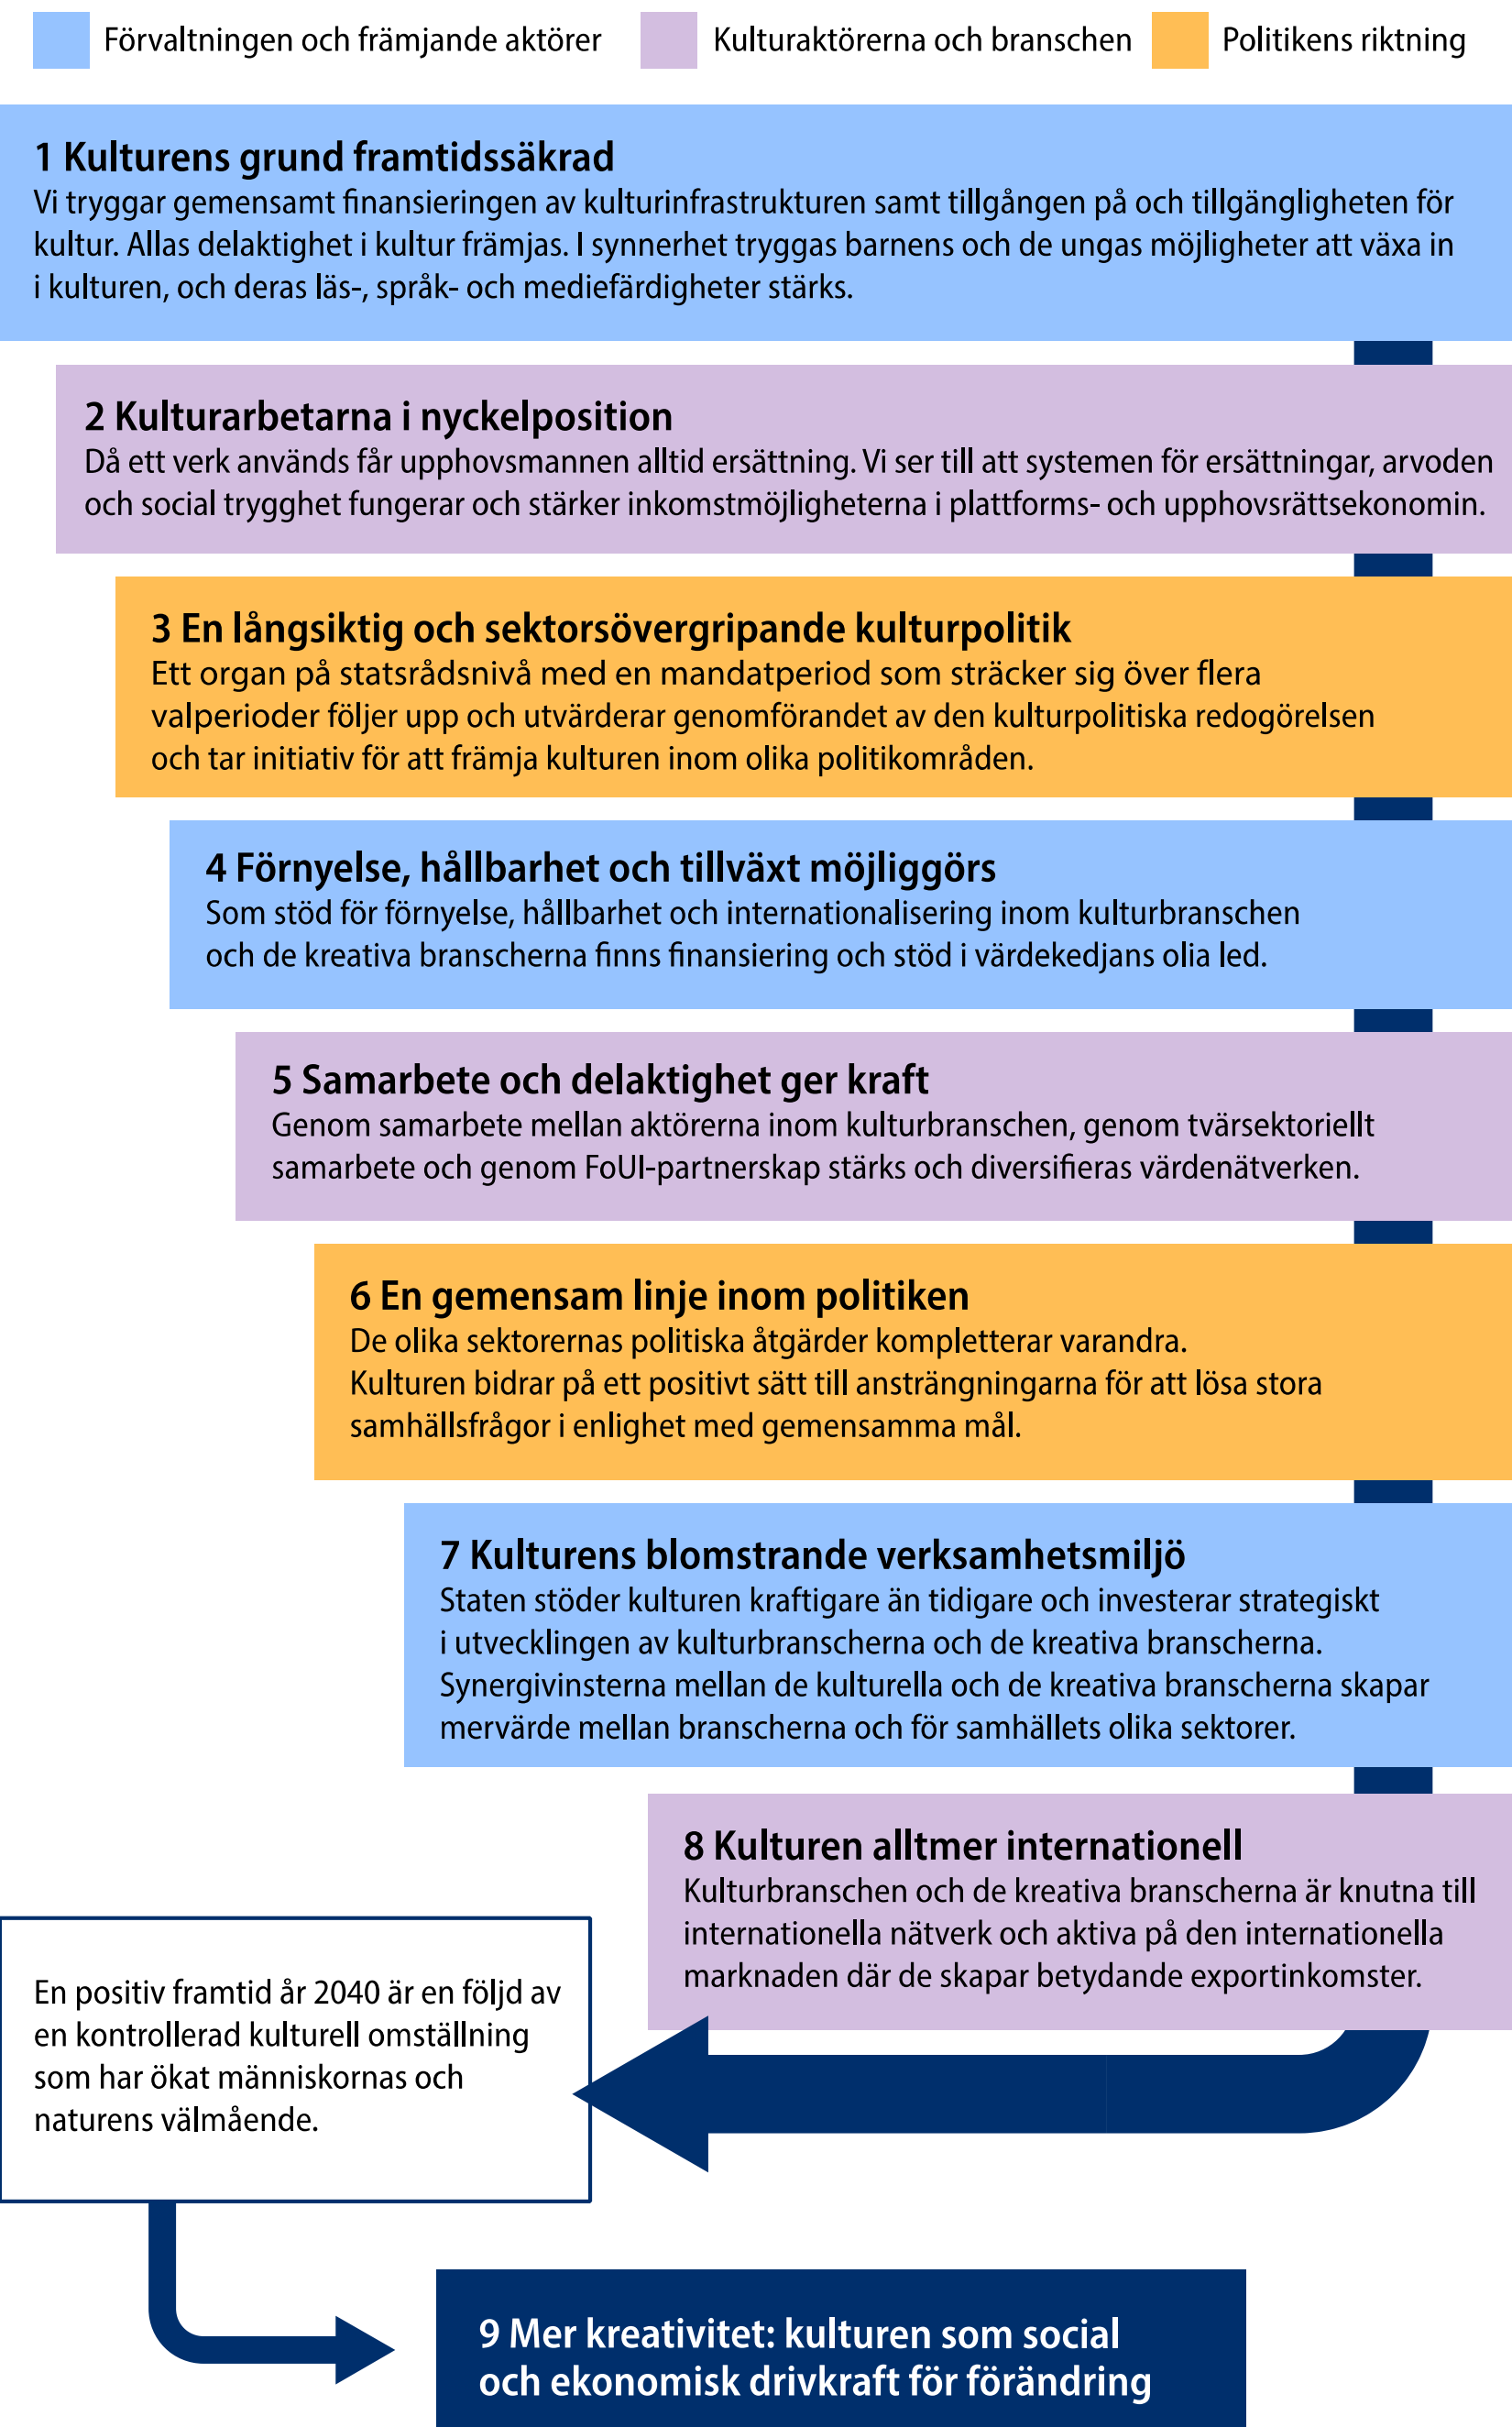 Förvaltningen och främjande aktörer
Kulturaktörerna och branschen
Politikens riktning
1 Kulturens grund framtidssäkrad
Vi tryggar gemensamt finansieringen av kulturinfrastrukturen samt tillgången på och tillgängligheten för
kultur. Allas delaktighet i kultur främjas. I synnerhet tryggas barnens och de ungas möjligheter att växa in
i kulturen, och deras läs-, språk- och mediefärdigheter stärks.
2 Kulturarbetarna i nyckelposition
Då ett verk används får upphovsmannen alltid ersättning. Vi ser till att systemen för ersättningar, arvoden
och social trygghet fungerar och stärker inkomstmöjligheterna i plattforms- och upphovsrättsekonomin.
3 En långsiktig och sektorsövergripande kulturpolitik
Ett organ på statsrådsnivå med en mandatperiod som sträcker sig över flera
valperioder följer upp och utvärderar genomförandet av den kulturpolitiska redogörelsen
och tar initiativ för att främja kulturen inom olika politikområden.
4 Förnyelse, hållbarhet och tillväxt möjliggörs
Som stöd för förnyelse, hållbarhet och internationalisering inom kulturbranschen
och de kreativa branscherna finns finansiering och stöd i värdekedjans olia led.
5 Samarbete och delaktighet ger kraft
Genom samarbete mellan aktörerna inom kulturbranschen, genom tvärsektoriellt
samarbete och genom FoUI-partnerskap stärks och diversifieras värdenätverken.
6 En gemensam linje inom politiken
De olika sektorernas politiska åtgärder kompletterar varandra.
Kulturen bidrar på ett positivt sätt till ansträngningarna för att lösa stora
samhällsfrågor i enlighet med gemensamma mål.
7 Kulturens blomstrande verksamhetsmiljö
Staten stöder kulturen kraftigare än tidigare och investerar strategiskt
i utvecklingen av kulturbranscherna och de kreativa branscherna.
Synergivinsterna mellan de kulturella och de kreativa branscherna skapar
mervärde mellan branscherna och för samhällets olika sektorer.
8 Kulturen alltmer internationell
Kulturbranschen och de kreativa branscherna är knutna till
internationella nätverk och aktiva på den internationella
marknaden där de skapar betydande exportinkomster.
En positiv framtid år 2040 är en följd av
en kontrollerad kulturell omställning
som har ökat människornas och
naturens välmående.
9 Mer kreativitet: kulturen som social
och ekonomisk drivkraft för förändring